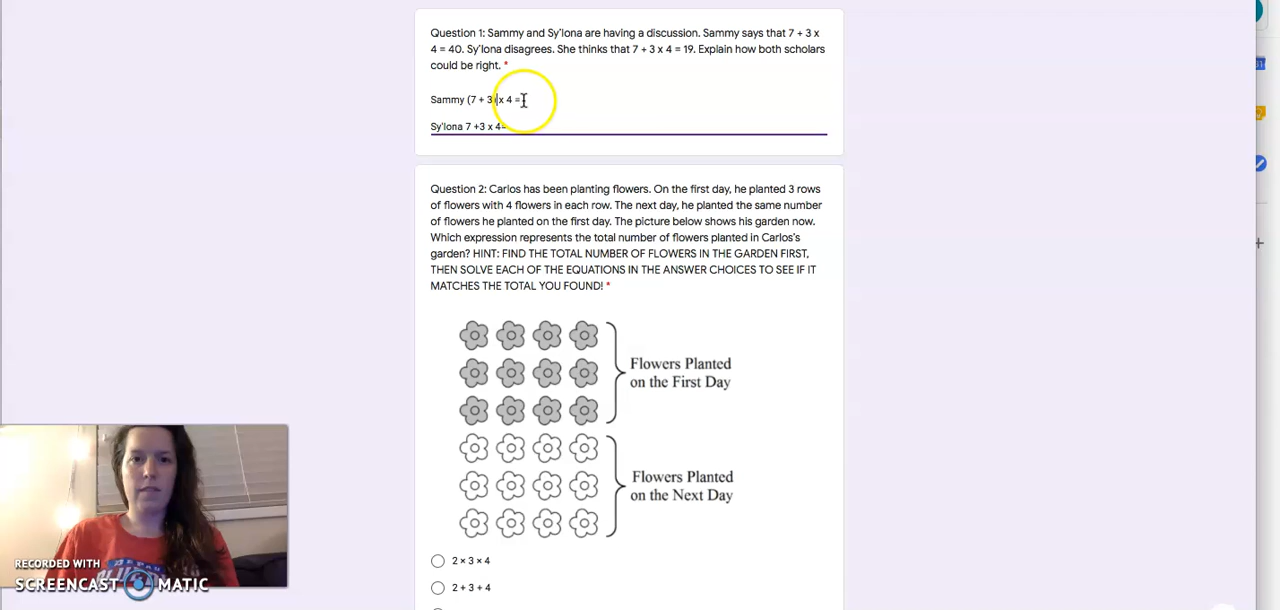 Question 1: Sammy and Sy'lona are having a discussion. Sammy says that 7 + 3 x
4 = 40. Sy'lona disagrees. She thinks that 7 + 3 x 4 = 19. Explain how both scholars
could be right. *
Sammy (7 + 3 x 4 =
Sy'lona 7 +3 x 4=
Question 2: Carlos has been planting flowers. On the first day, he planted 3 rows
of flowers with 4 flowers in each row. The next day, he planted the same number
of flowers he planted on the first day. The picture below shows his garden now.
Which expression represents the total number of flowers planted in Carlos's
garden? HINT: FIND THE TOTAL NUMBER OF FLOWERS IN THE GARDEN FIRST,
THEN SOLVE EACH OF THE EQUATIONS IN THE ANSWER CHOICES TO SEE IF IT
MATCHES THE TOTAL YOU FOUND! *
Flowers Planted
on the First Day
Flowers Planted
on the Next Day
2 × 3 × 4
2 + 3 + 4
RECORDED WITH
SCREENCAST MATIC